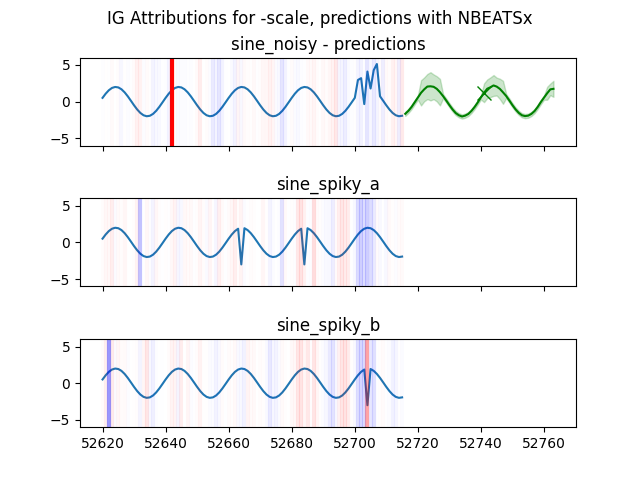 IG Attributions for -scale, predictions with NBEATSx
sine_noisy - predictions
5
0
−5
sine_spiky_a
5
0
−5
sine_spiky_b
5
0
−5
52620 52640 52660 52680 52700 52720 52740 52760